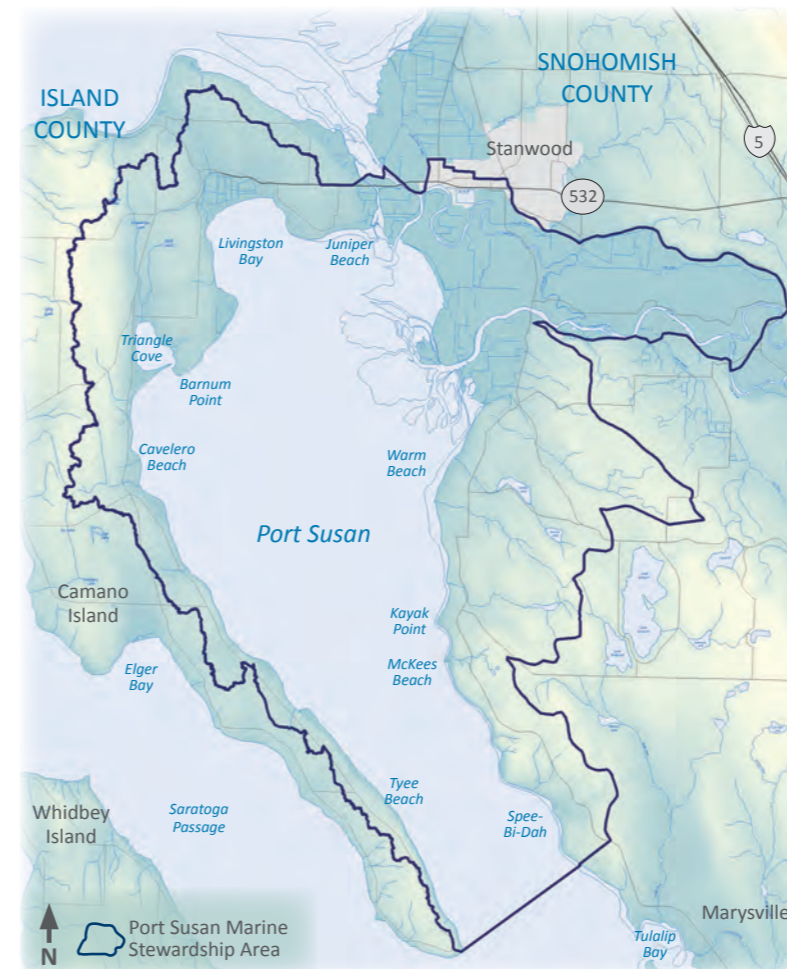 ISLAND
COUNTY
SNOHOMISH
COUNTY
5
Stanwood
532
Livingston
Bay
Juniper
Beach
Triangle
Cove
Barnum
Point
Cavelero
Beach
Warm
Beach
Port Susan
Camano
Island
Kayak
Point
Elger
Bay
McKees
Beach
Tyee
Beach
Whidbey
Island
Saratoga
Passage
Spee-
Bi-Dah
Marysville
Tulalip
Bay
N
Port Susan Marine
Stewardship Area